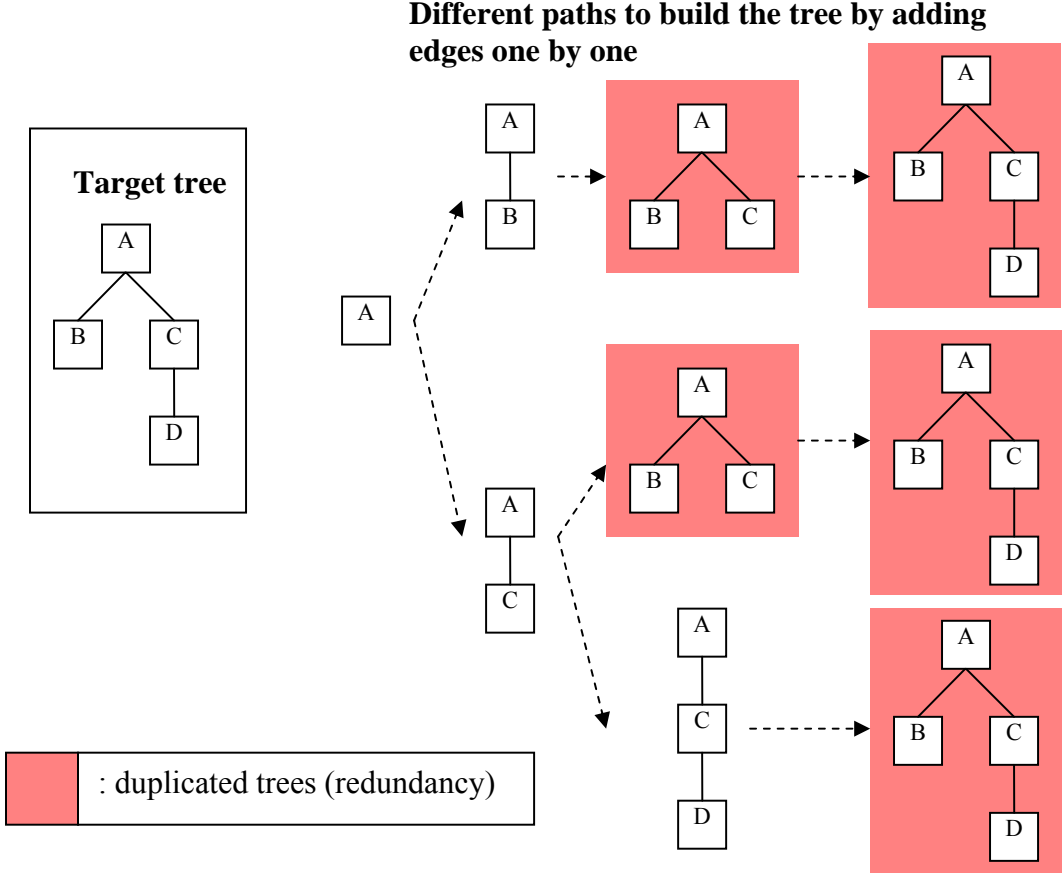 Different paths to build the tree by adding
edges one by one
Target tree
A
B C
D
A
A
B
A
B C
A
B C
D
A
C
A
B C
A
B C
D
A
C
D
A
B C
D
: duplicated trees (redundancy)